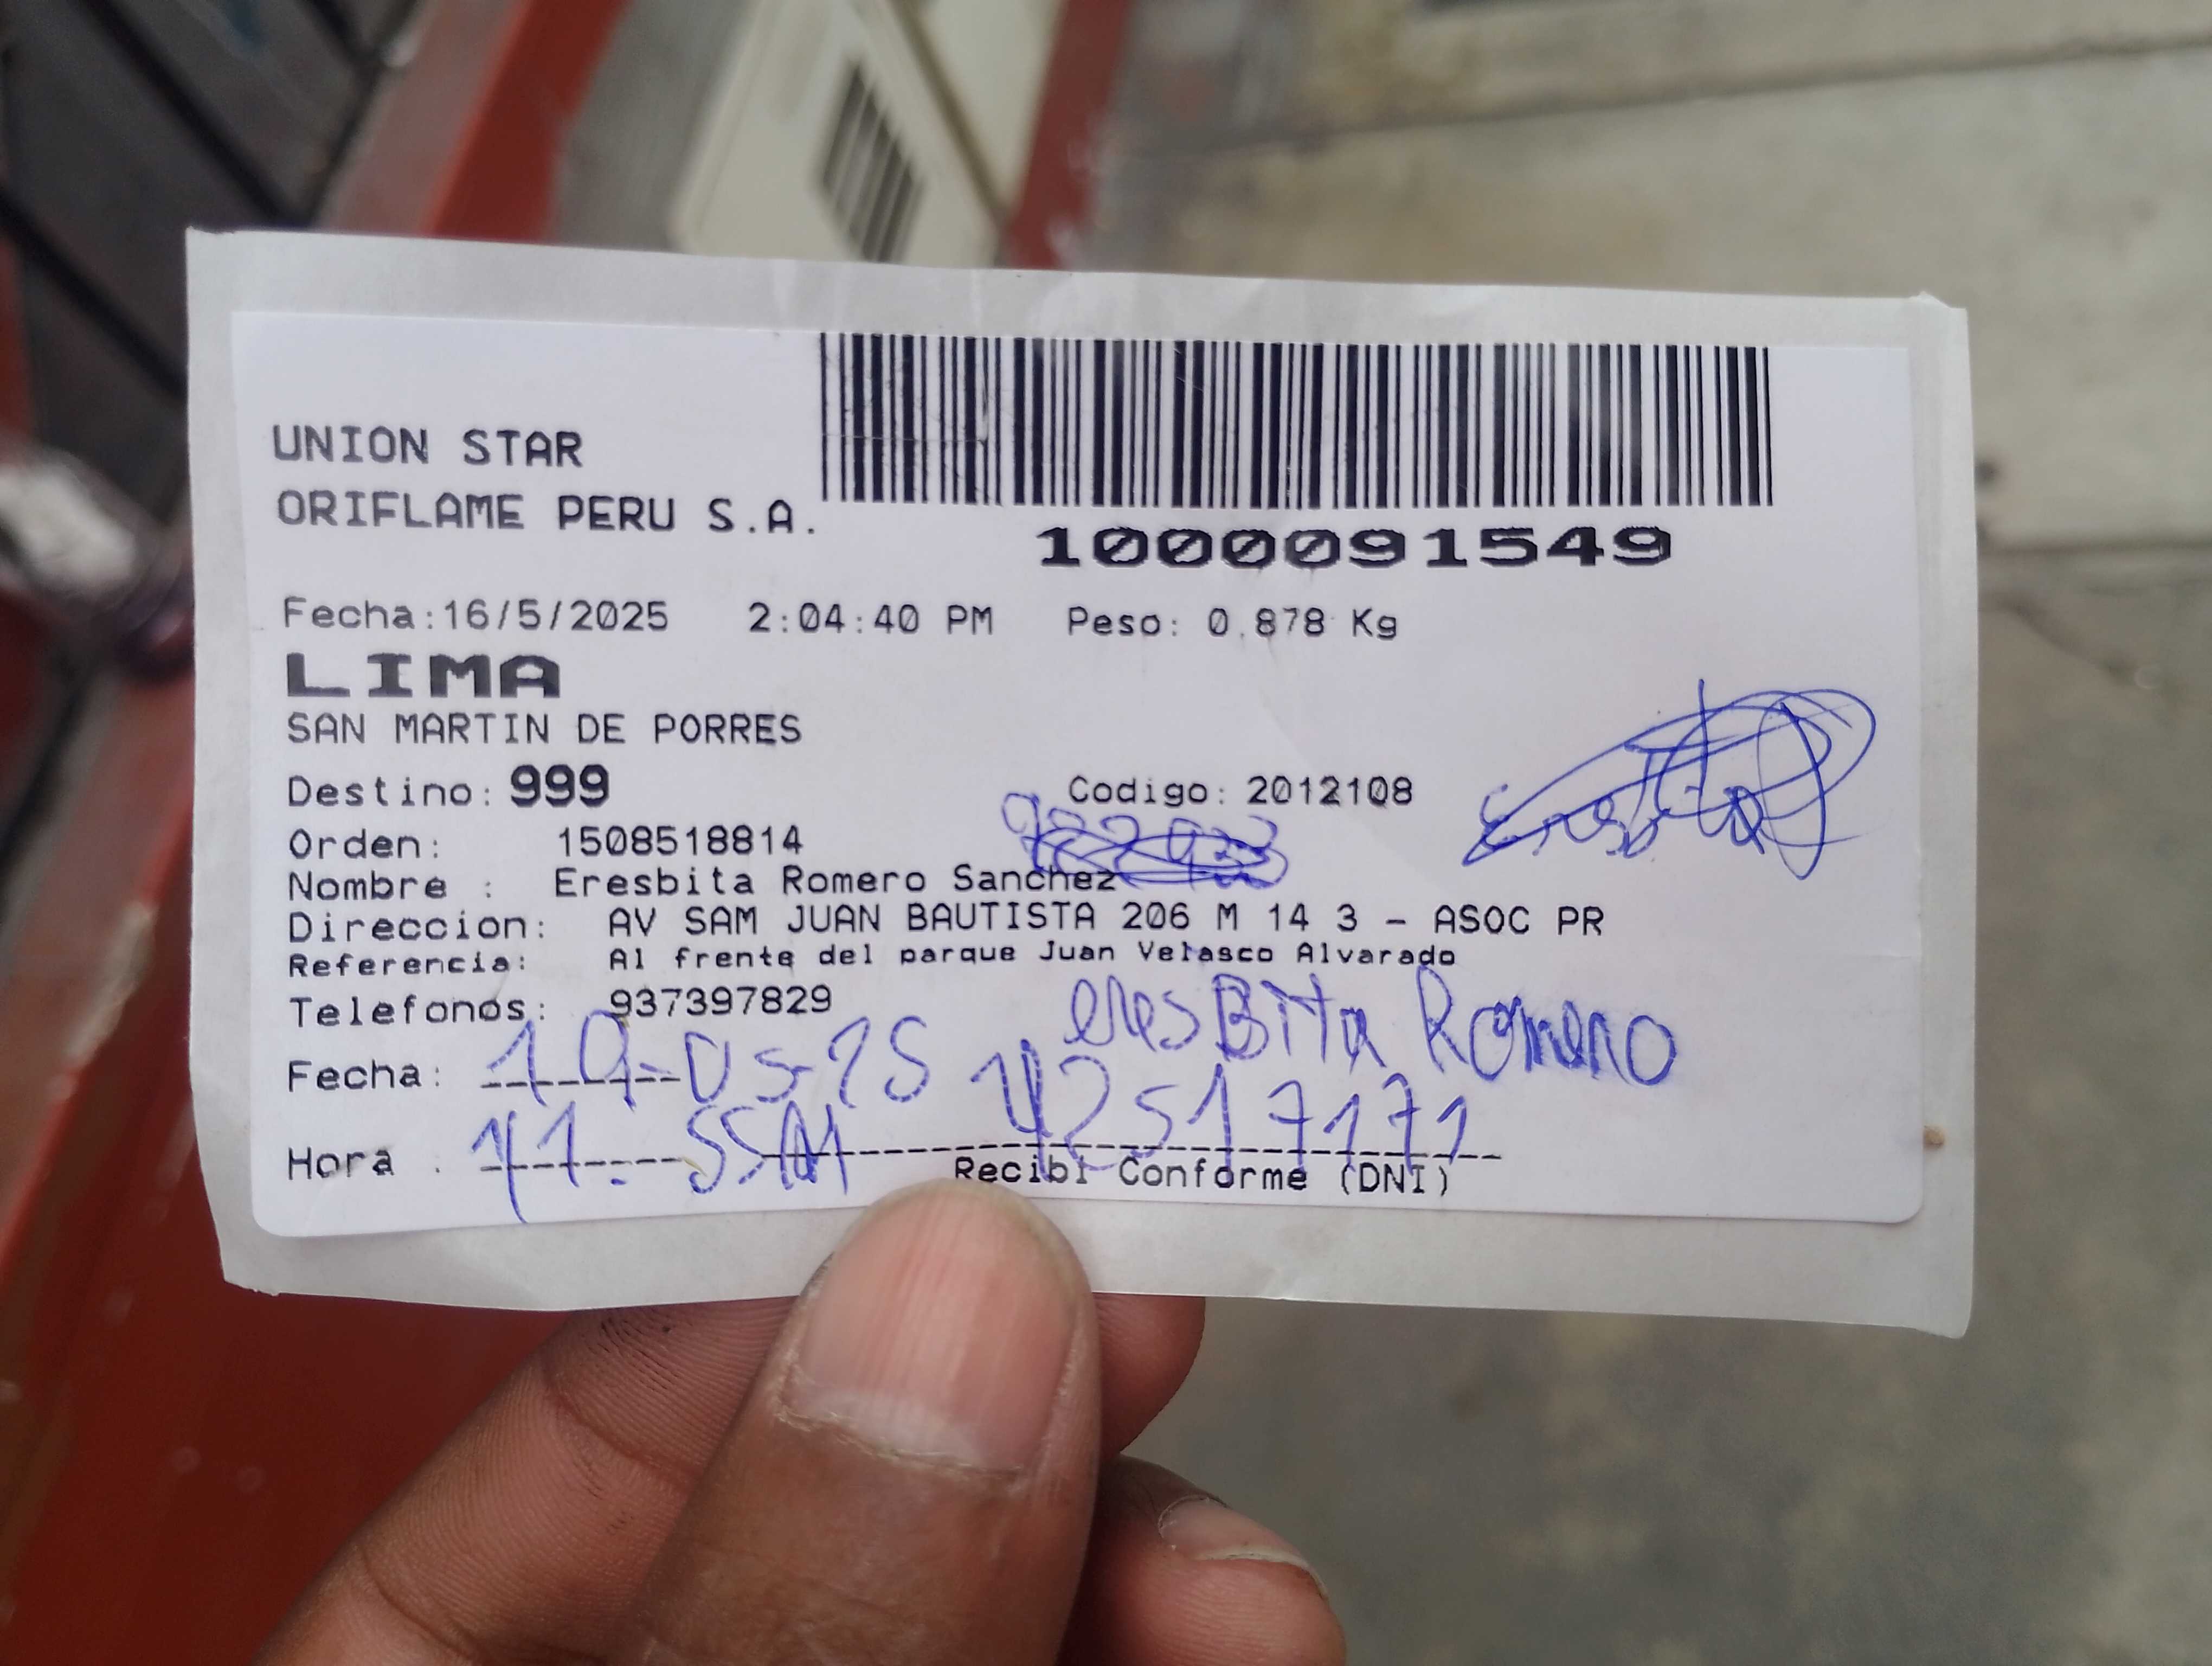 UNION STAR
ORIFLAME PERU S.A.
1000091549
Fecha:16/5/2025 2:04:40 PM Peso: 0.878 Kg
LIMA
SAN MARTIN DE PORRES
Destino: 999 Codigo: 2012108
Orden: 1508518814
Nombre : Eresbita Romero Sanchez
Direccion: AV SAM JUAN BAUTISTA 206 M 14 3 - ASOC PR
Referencia: Al frente del parque Juan Velasco Alvarado
Telefonos: 937397829
eresBita Romero
Fecha: 19-05-25
42517171
Hora :
Recibi Conforme (DNI)